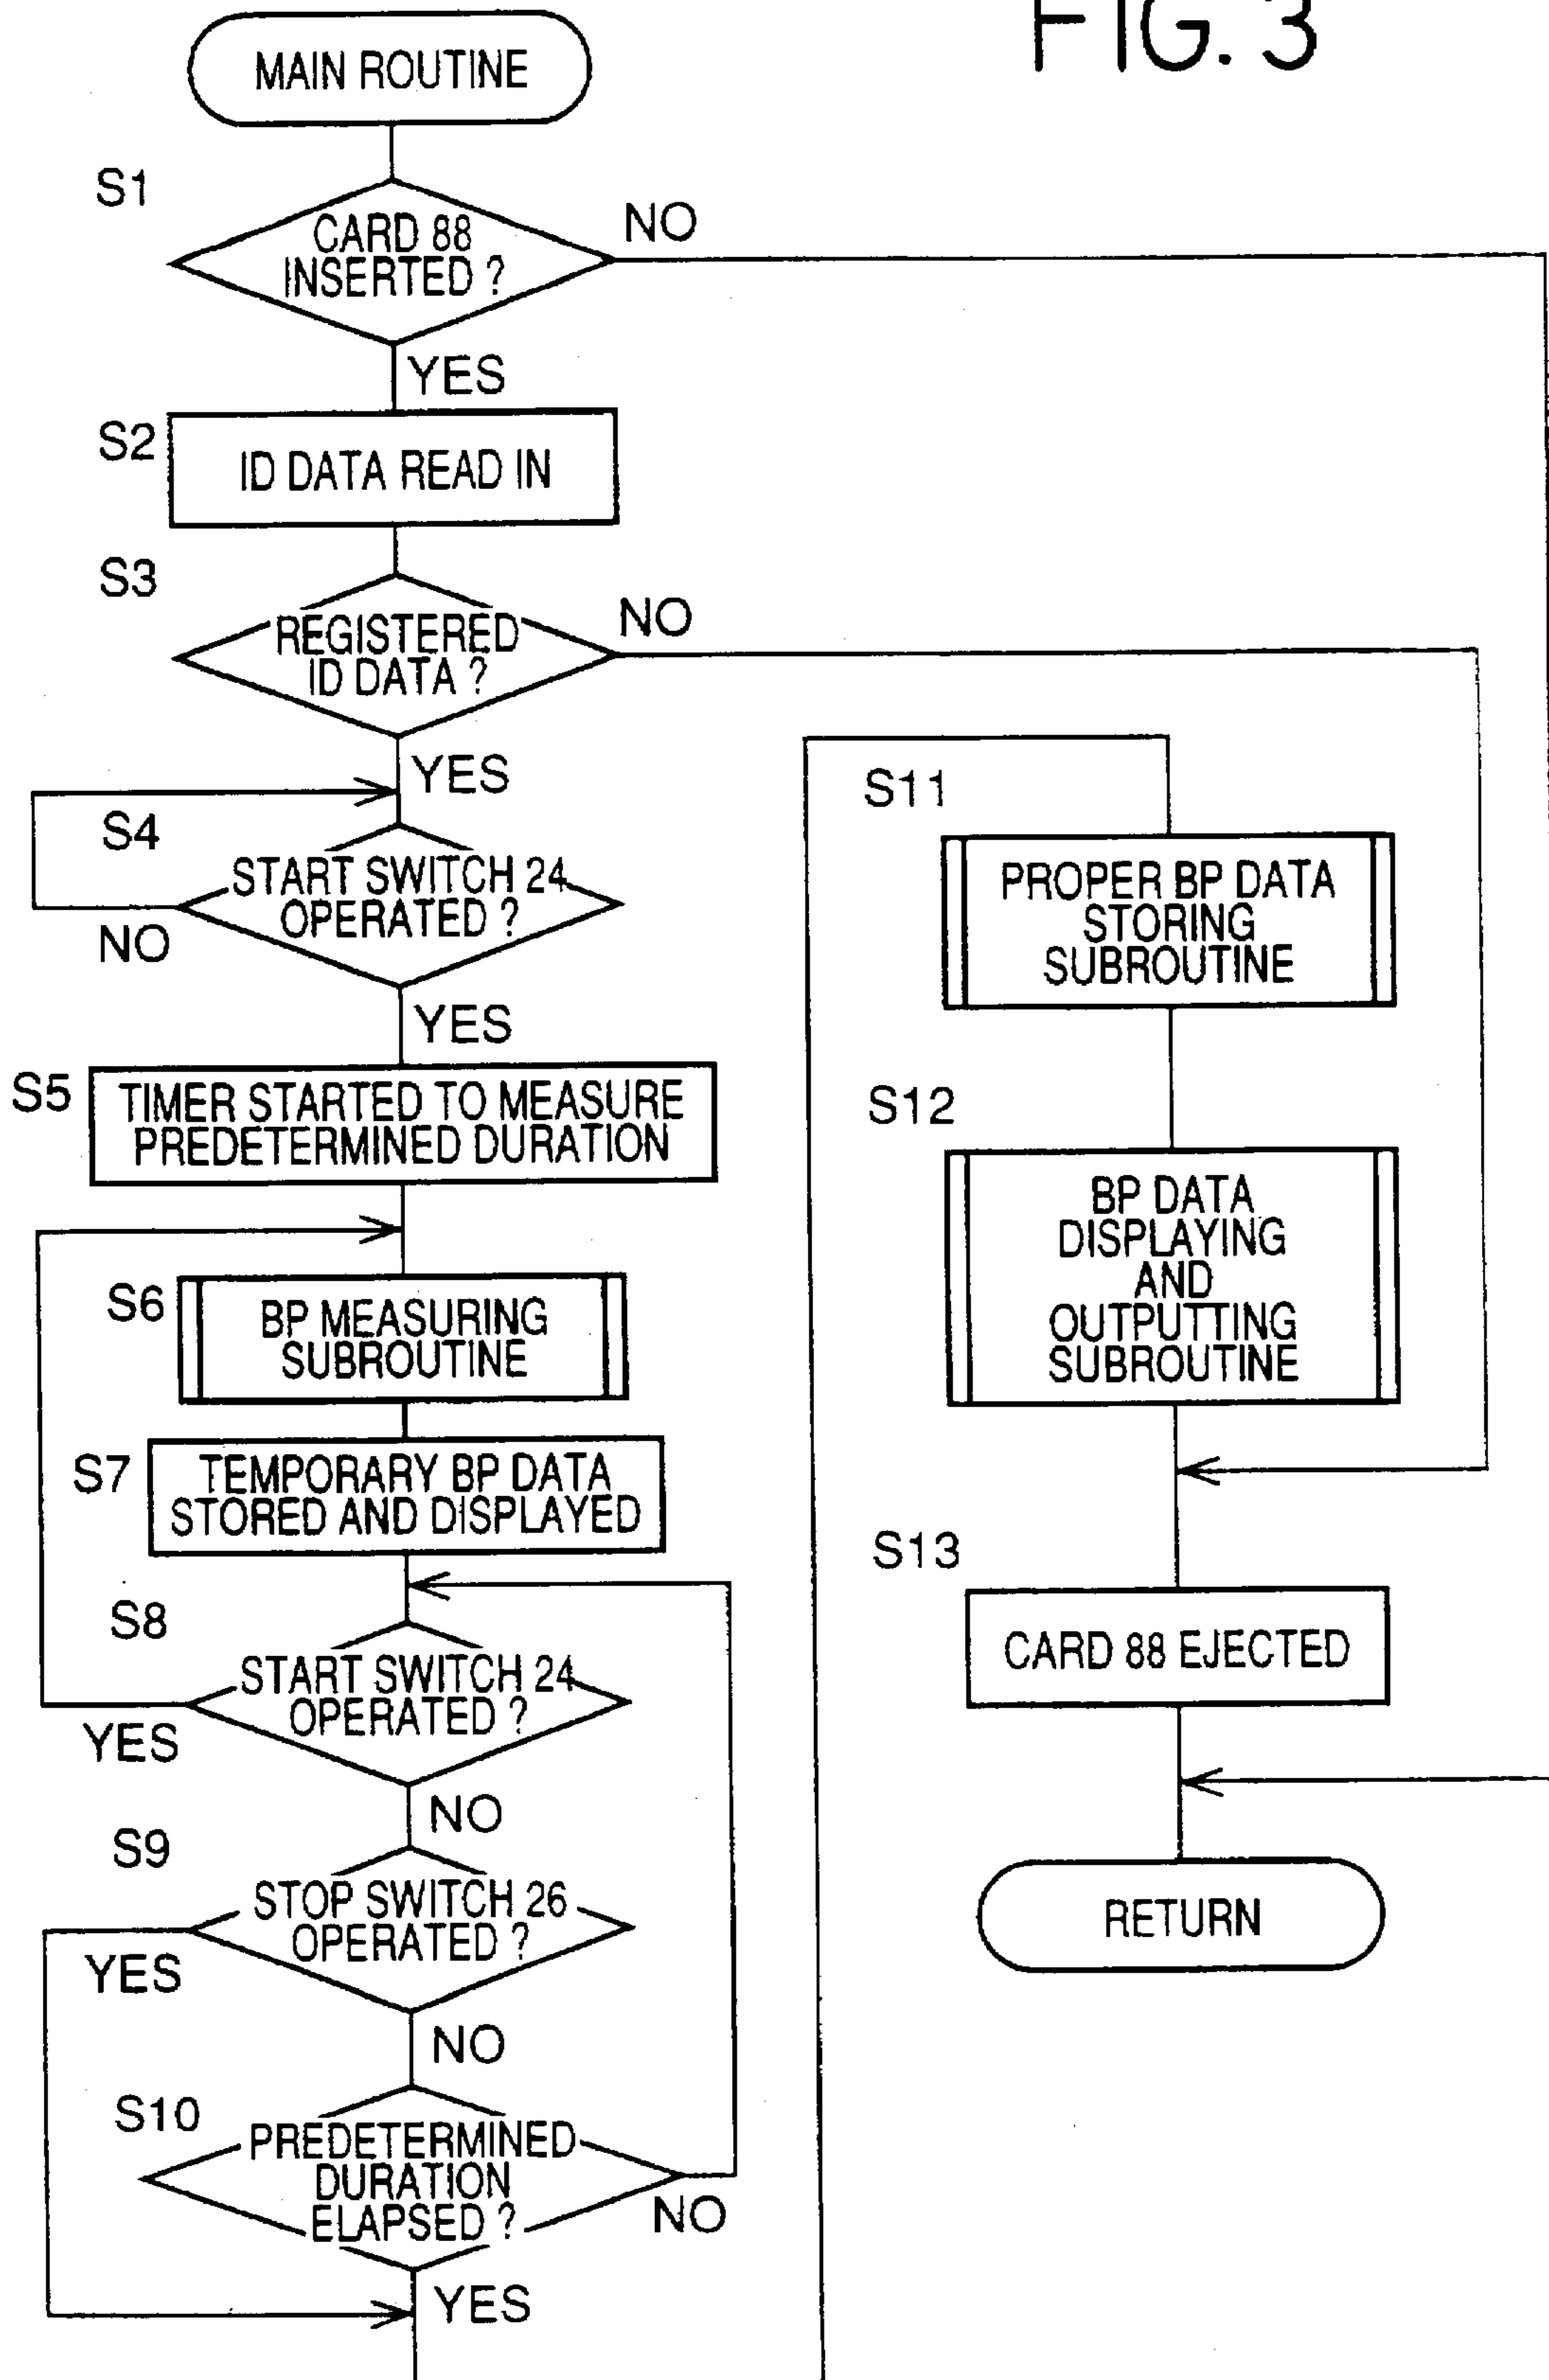 FIG. 3
MAIN ROUTINE
S1
CARD 88
INSERTED ?
NO
YES
S2
ID DATA READ IN
S3
REGISTERED
ID DATA ?
NO
YES
S4
START SWITCH 24
OPERATED ?
NO
YES
S5
TIMER STARTED TO MEASURE
PREDETERMINED DURATION
S6
BP MEASURING
SUBROUTINE
S7
TEMPORARY BP DATA
STORED AND DISPLAYED
S8
START SWITCH 24
OPERATED ?
YES
NO
S9
STOP SWITCH 26
OPERATED ?
YES
NO
S10
PREDETERMINED
DURATION
ELAPSED ?
NO
YES
S11
PROPER BP DATA
STORING
SUBROUTINE
S12
BP DATA
DISPLAYING
AND
OUTPUTTING
SUBROUTINE
S13
CARD 88 EJECTED
RETURN